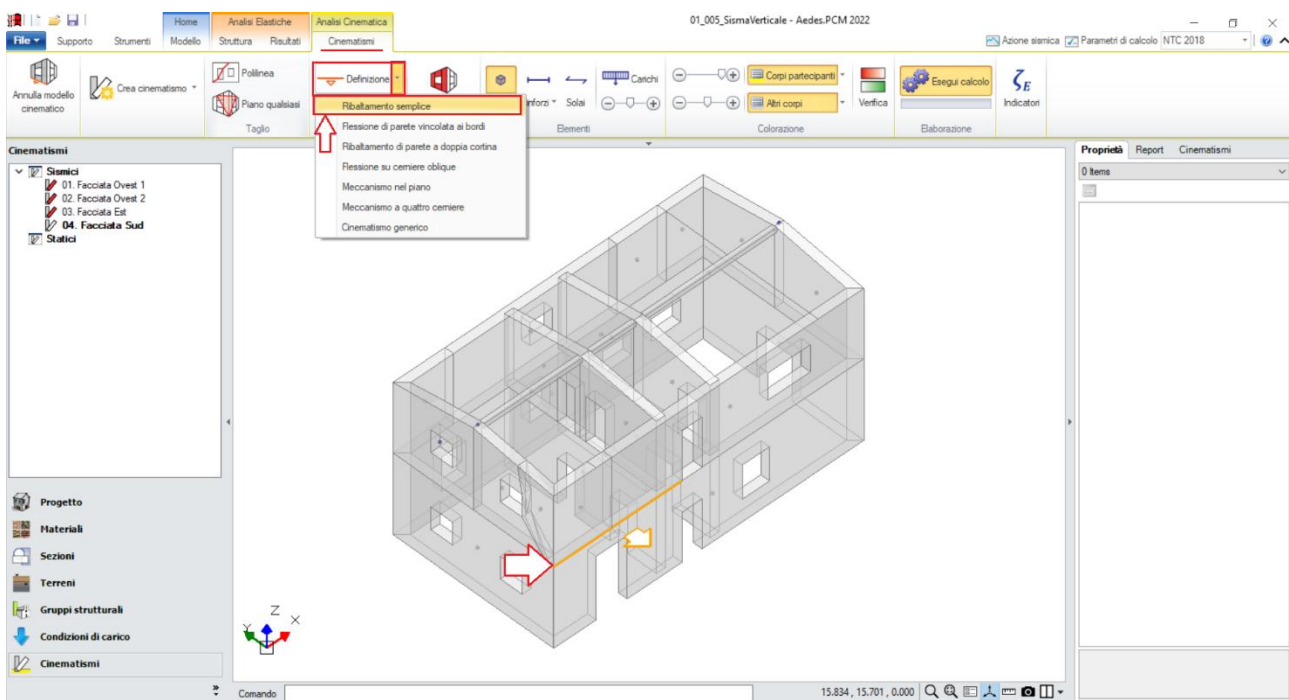 01_005_SismaVerticale - Aedes.PCM 2022
Home
Analisi Elastiche
Analisi Cinematica
File
Supporto
Strumenti
Modello
Struttura
Risultati
Cinematismi
Azione sismica
Parametri di calcolo
NTC 2018
Annulla modello
cinematico
Crea cinematismo
Polilinea
Piano qualsiasi
Taglio
Definizione
Ribaltamento semplice
Flessione di parete vincolata ai bordi
Ribaltamento di parete a doppia cortina
Flessione su cerniere oblique
Meccanismo nel piano
Meccanismo a quattro cerniere
Cinematismo generico
Solai
Carichi
Elementi
Corpi partecipanti
Altri corpi
Verifica
Colorazione
Esegui calcolo
Elaborazione
ζE
Indicatori
Cinematismi
Sismici
01. Facciata Ovest 1
02. Facciata Ovest 2
03. Facciata Est
04. Facciata Sud
Statici
Progetto
Materiali
Sezioni
Terreni
Gruppi strutturali
Condizioni di carico
Cinematismi
Z
X
Y
Proprietà
Report
Cinematismi
0 Items
Comando
15.834 , 15.701 , 0.000